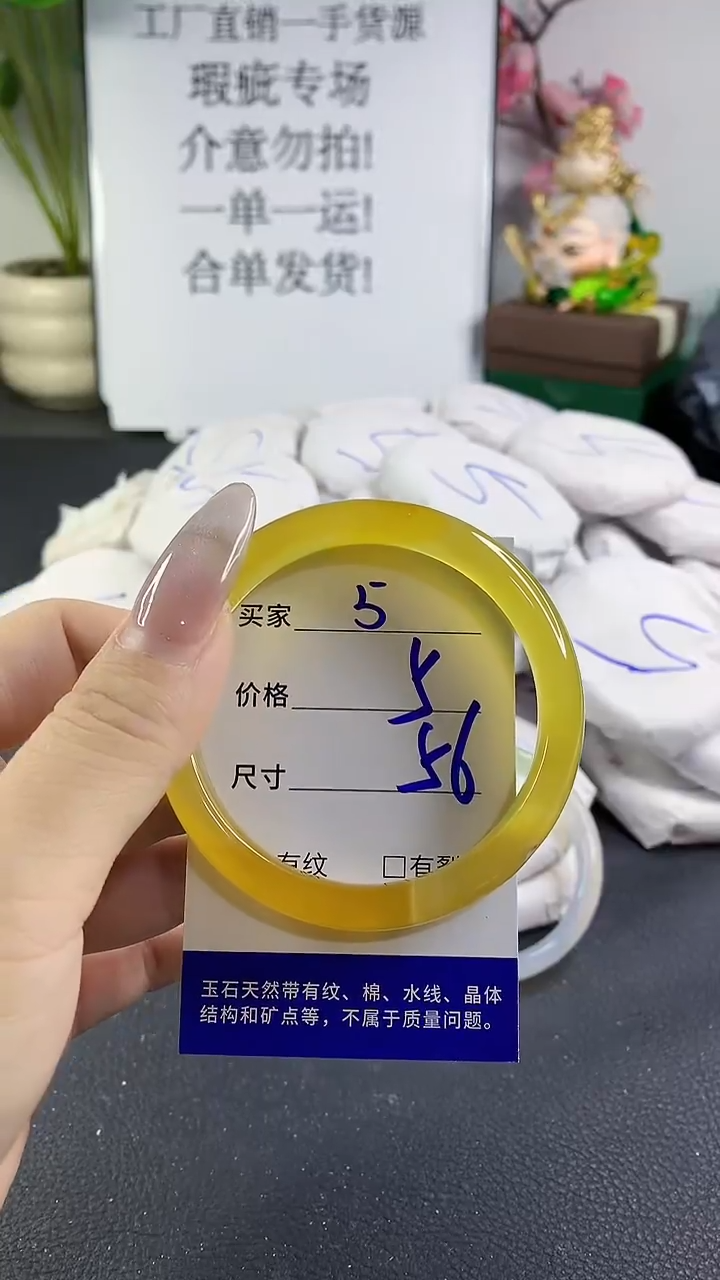 工厂直销一手货源
瑕疵专场
介意勿拍!
一单一运!
合单发货!
买家 5
价格 5
尺寸 56
有纹 □有裂
玉石天然带有纹、棉、水线、晶体
结构和矿点等，不属于质量问题。